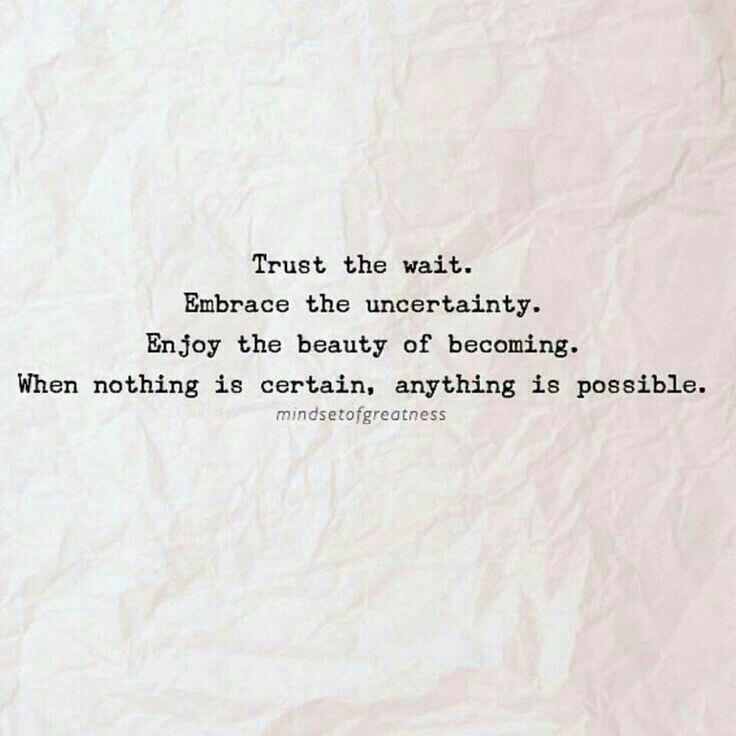 Trust the wait.
Embrace the uncertainty.
Enjoy the beauty of becoming.
When nothing is certain, anything is possible.
mindsetofgreatness